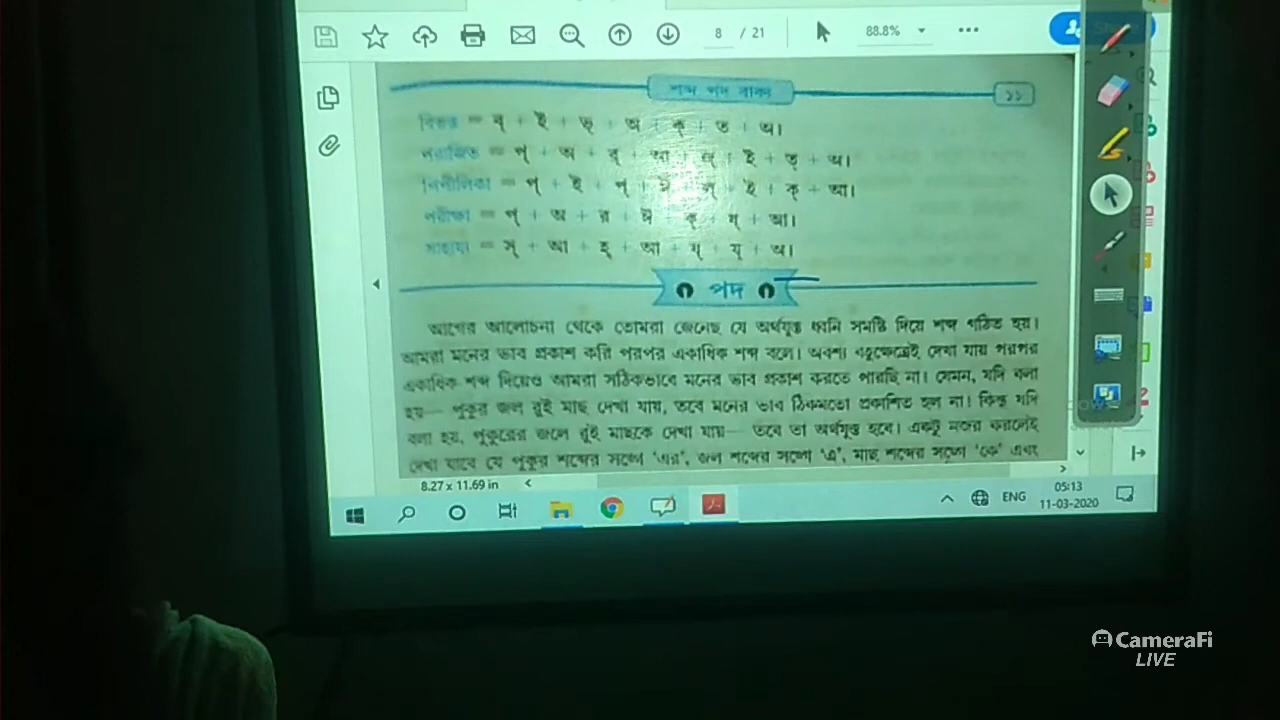 8 / 21 88.8%
শব্দ পদ বাক্য ১১
বিভক্ত = ব্ + ই + ভ্ + অ + ক্ + ত + অ।
পরাজিত = প্ + অ + র্ + আ + জ্ + ই + ত্ + অ।
পিপীলিকা = প্ + ই + প্ + ঈ + ল্ + ই + ক্ + আ।
পরীক্ষা = প্ + অ + র + ঈ + ক্ + ষ্ + আ।
সাহায্য = স্ + আ + হ্ + আ + য্ + য্ + অ।
পদ
আগের আলোচনা থেকে তোমরা জেনেছ যে অর্থযুক্ত ধ্বনি সমষ্টি দিয়ে শব্দ গঠিত হয়।
আমরা মনের ভাব প্রকাশ করি পরপর একাধিক শব্দ বলে। অবশ্য বহুক্ষেত্রেই দেখা যায় পরপর
একাধিক শব্দ দিয়েও আমরা সঠিকভাবে মনের ভাব প্রকাশ করতে পারছি না। যেমন, যদি বলা
হয়— পুকুর জল রুই মাছ দেখা যায়, তবে মনের ভাব ঠিকমতো প্রকাশিত হল না। কিন্তু যদি
বলা হয়, পুকুরের জলে রুই মাছকে দেখা যায়— তবে তা অর্থযুক্ত হবে। একটু নজর করলেই
দেখা যাবে যে পুকুর শব্দের সঙ্গে 'এর', জল শব্দের সঙ্গে 'এ', মাছ শব্দের সঙ্গে 'কে' এবং
8.27 x 11.69 in
ENG 05:13
11-03-2020
CameraFi
LIVE